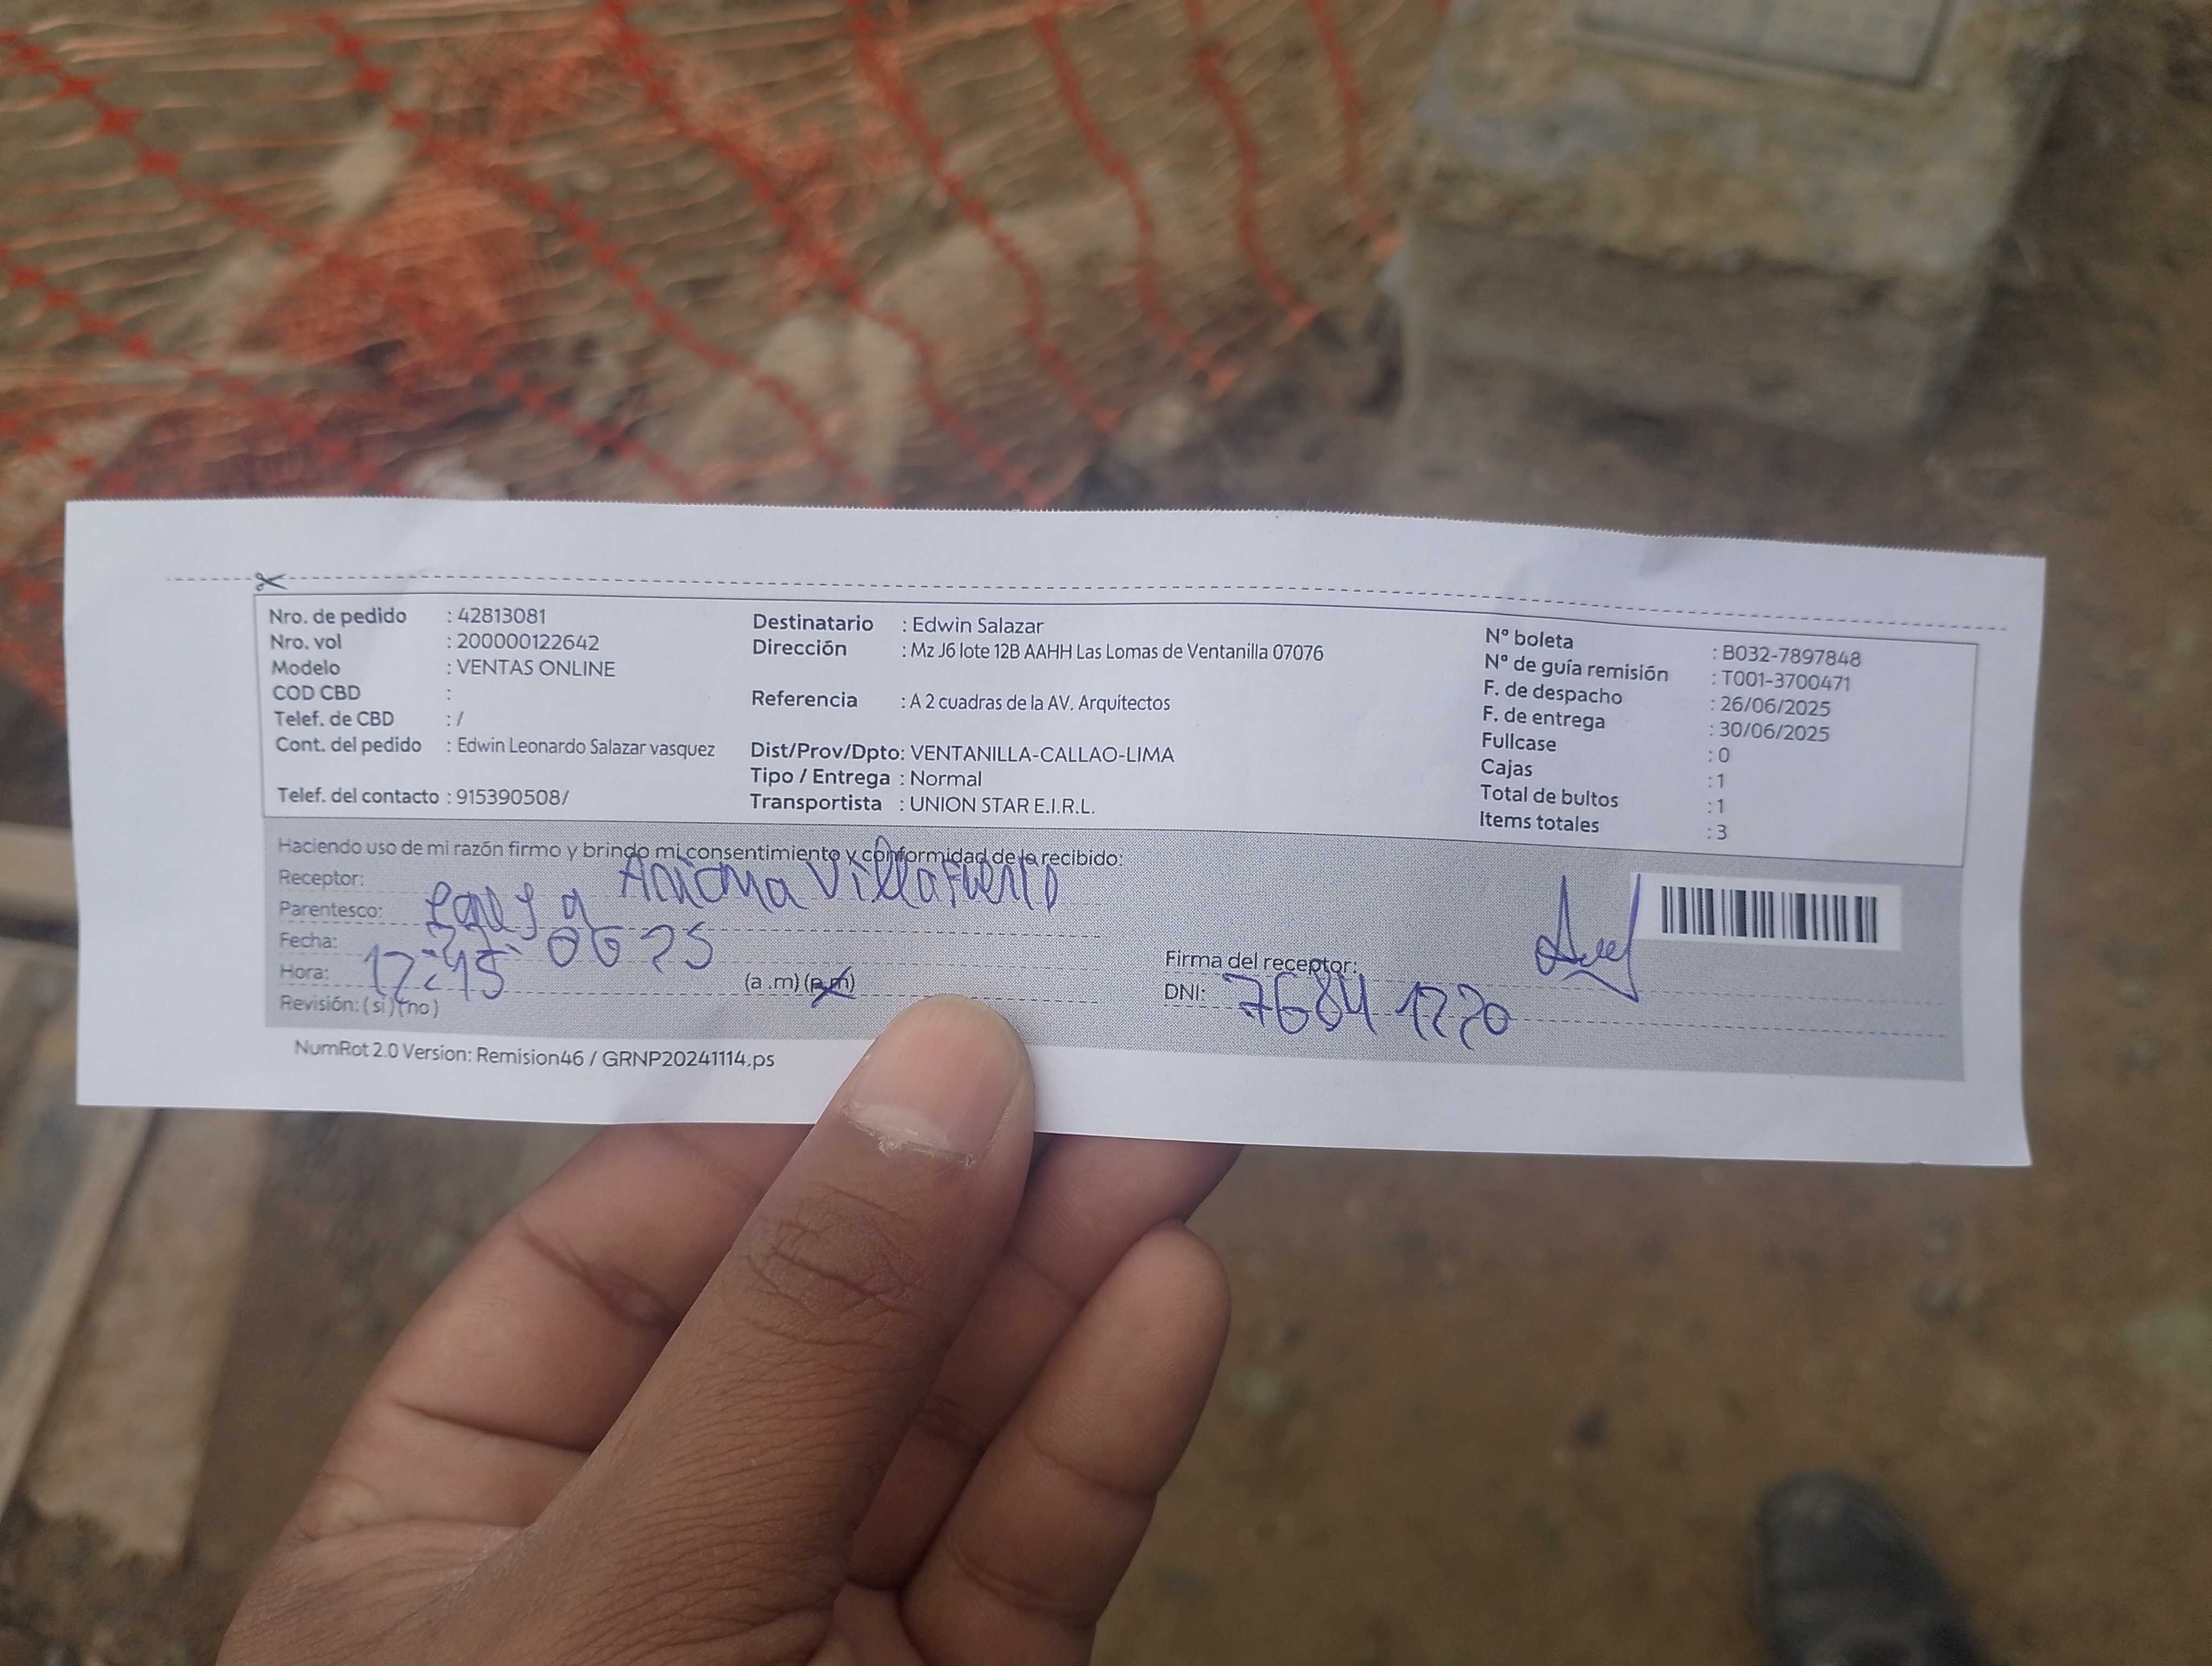 Nro. de pedido : 42813081
Nro. vol : 200000122642
Modelo : VENTAS ONLINE
COD CBD :
Telef. de CBD : /
Cont. del pedido : Edwin Leonardo Salazar vasquez
Telef. del contacto : 915390508/
Destinatario : Edwin Salazar
Dirección : Mz J6 lote 12B AAHH Las Lomas de Ventanilla 07076
Referencia : A 2 cuadras de la AV. Arquitectos
Dist/Prov/Dpto: VENTANILLA-CALLAO-LIMA
Tipo / Entrega : Normal
Transportista : UNION STAR E.I.R.L.
N° boleta : B032-7897848
N° de guía remisión : T001-3700471
F. de despacho : 26/06/2025
F. de entrega : 30/06/2025
Fullcase : 0
Cajas : 1
Total de bultos : 1
Items totales : 3
Haciendo uso de mi razón firmo y brindo mi consentimiento y conformidad de lo recibido:
Receptor:
Parentesco:
Fecha: 06 25
Hora: 12:45 (a .m) (p.m)
Revisión: (si) (no)
Firma del receptor:
DNI: 76841220
NumRot 2.0 Version: Remision46 / GRNP20241114.ps